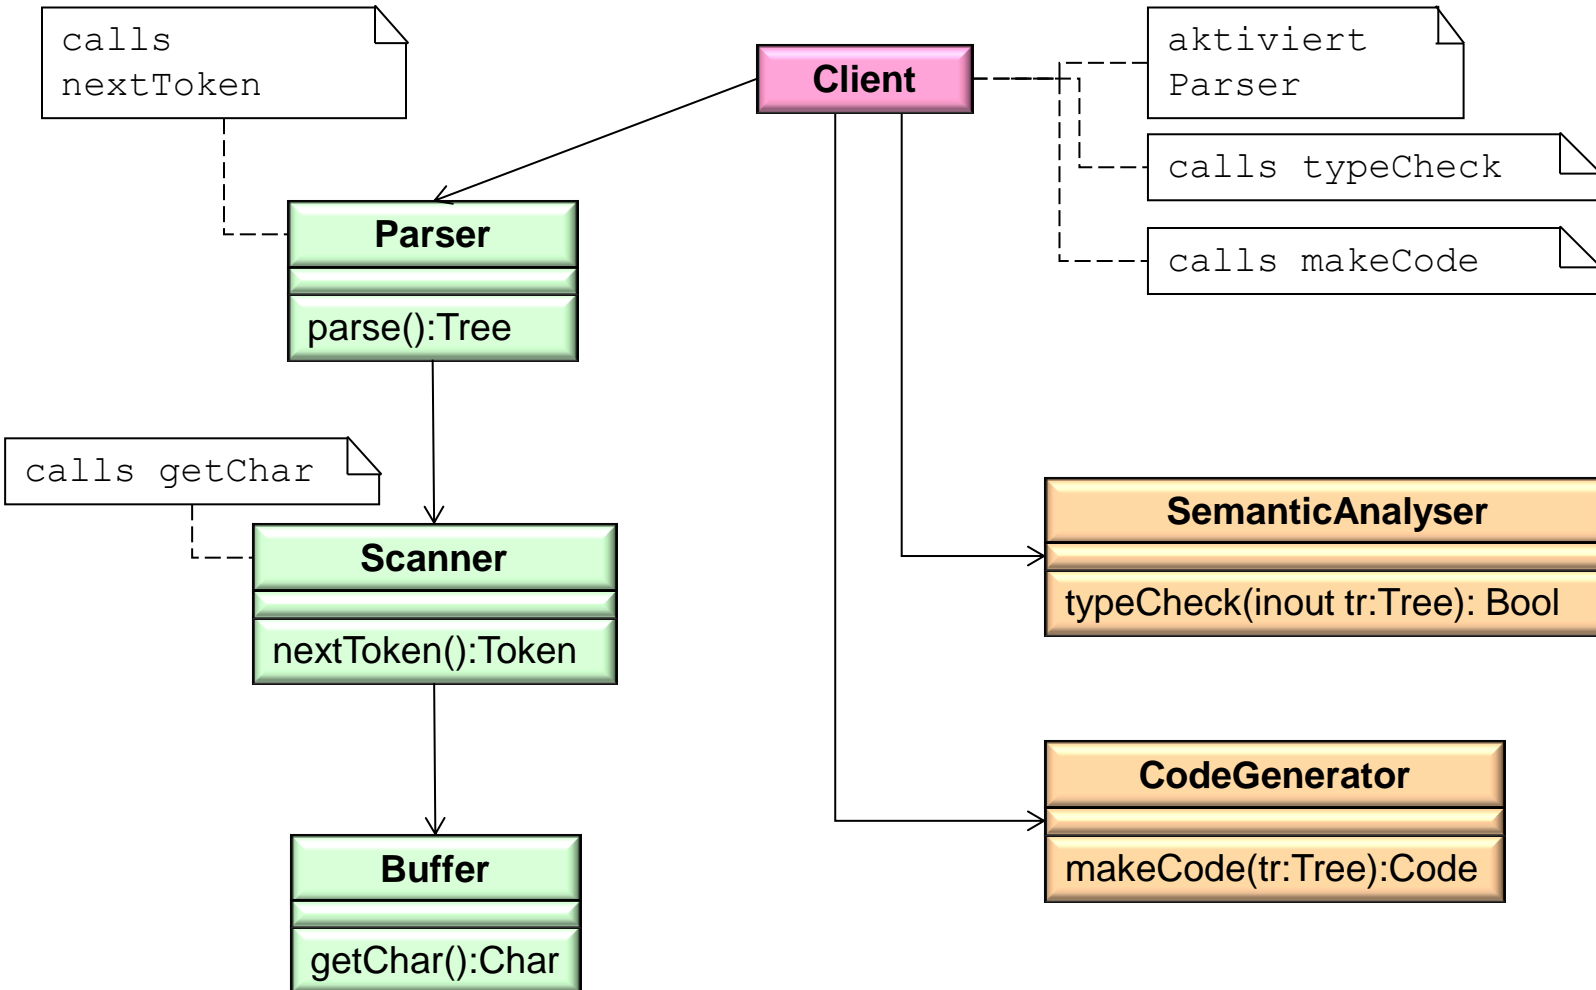 calls
nextToken
Client
aktiviert
Parser
calls typeCheck
calls makeCode
Parser
parse():Tree
calls getChar
Scanner
nextToken():Token
SemanticAnalyser
typeCheck(inout tr:Tree): Bool
CodeGenerator
makeCode(tr:Tree):Code
Buffer
getChar():Char